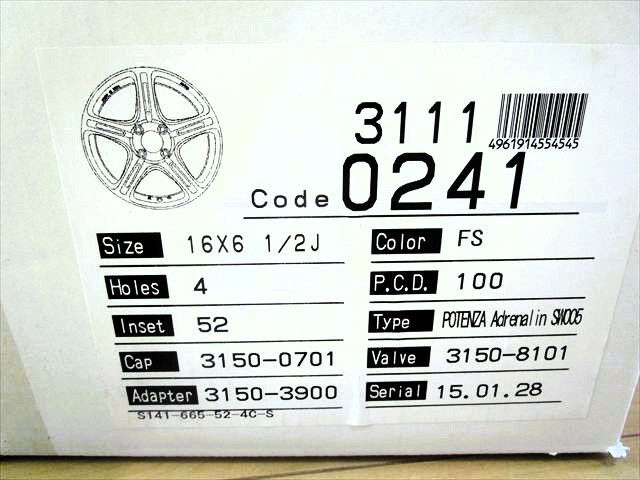 3111
4961914554545
Code 0241
Size 16X6 1/2J Color FS
Holes 4 P.C.D. 100
Inset 52 Type POTENZA Adrenalin SW005
Cap 3150-0701 Valve 3150-8101
Adapter 3150-3900 Serial 15.01.28
S141-665-52-4C-S